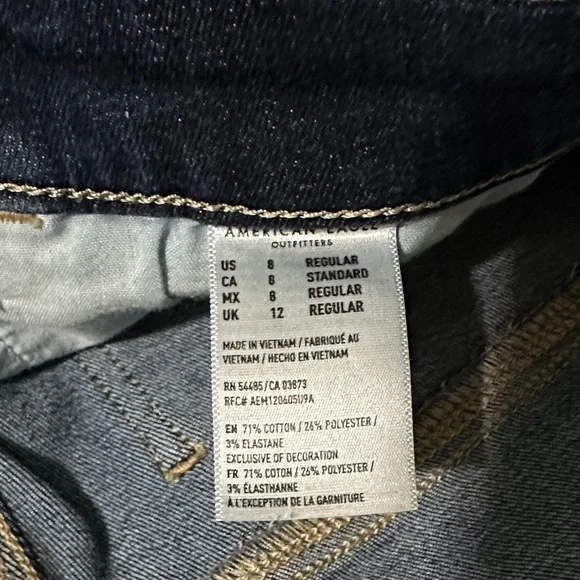 AMERICAN EAGLE
OUTFITTERS
US 8 REGULAR
CA 8 STANDARD
MX 8 REGULAR
UK 12 REGULAR
MADE IN VIETNAM / FABRIQUÉ AU
VIETNAM / HECHO EN VIETNAM
RN 54485/CA 03873
RFC# AEM120605U9A
EN 71% COTTON / 26% POLYESTER /
3% ELASTANE
EXCLUSIVE OF DECORATION
FR 71% COTON / 26% POLYESTER /
3% ÉLASTHANNE
À L'EXCEPTION DE LA GARNITURE